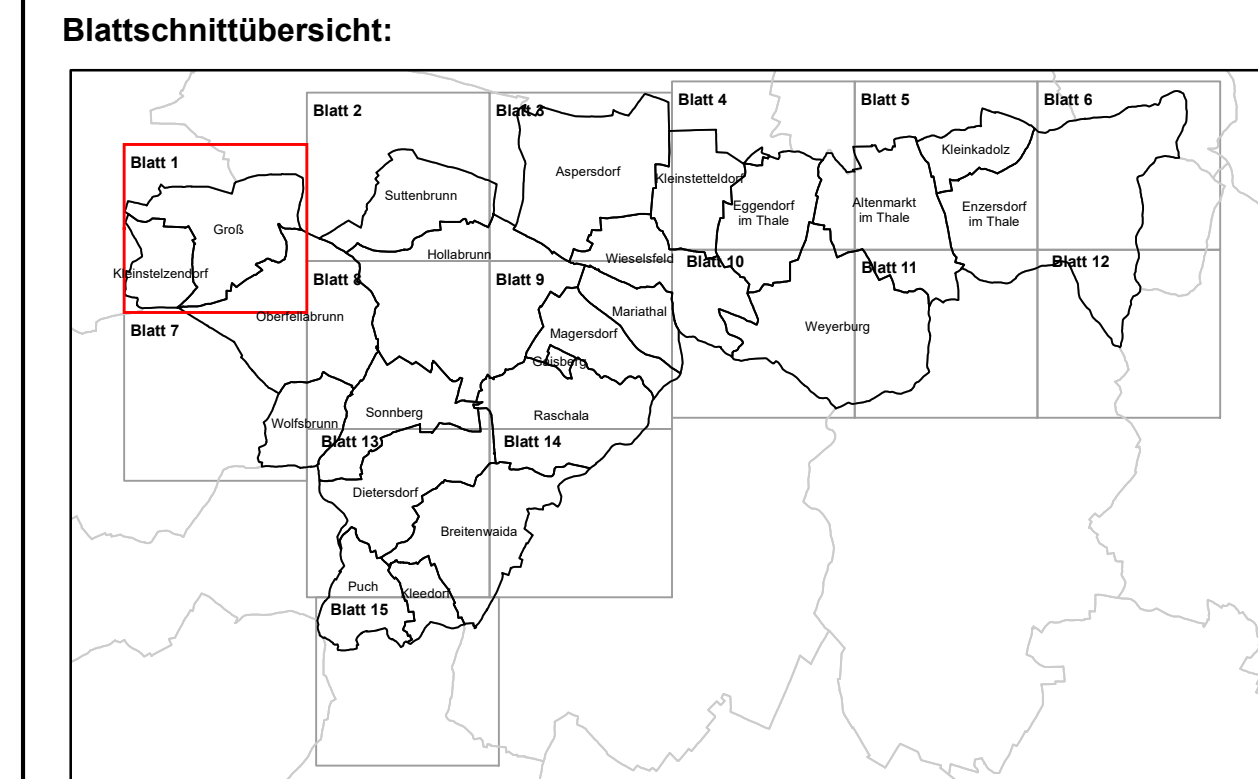 Blattschnittübersicht:
Blatt 4
Blatt 5
Blatt 6
Blatt 2
Blatt 3
Blatt 1
Kleinkadolz
Aspersdorf
Kleinstetteldorf
Suttenbrunn
Eggendorf
im Thale
Altenmarkt
im Thale
Enzersdorf
im Thale
Groß
Hollabrunn
Wieselsfeld
Blatt 10
Blatt 11
Blatt 12
Kleinstelzendorf
Blatt 8
Blatt 9
Oberfellabrunn
Mariathal
Blatt 7
Magersdorf
Weyerburg
Gaisberg
Wolfsbrunn
Sonnberg
Raschala
Blatt 13
Blatt 14
Dietersdorf
Breitenwaida
Puch
Kleedorf
Blatt 15